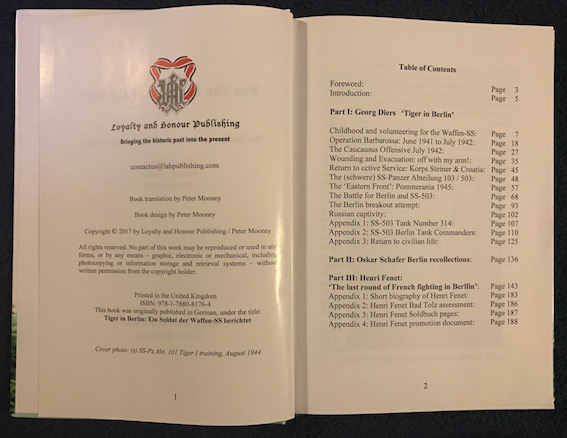 Loyalty and Honour Publishing
Bringing the historic past into the present
contactus@lahpublishing.com
Book translation by Peter Mooney
Book design by Peter Mooney
Copyright © 2017 by Loyalty and Honour Publishing / Peter Mooney
All rights reserved. No part of this work may be reproduced or used in any
forms, or by any means – graphic, electronic or mechanical, including
photocopying or information storage and retrieval systems – without
written permission from the copyright holder.
Printed in the United Kingdom
ISBN: 978-1-7880-8176-4
This book was originally published in German, under the title:
Tiger in Berlin: Ein Soldat der Waffen-SS berichtet
Cover photo: (s) SS-Pz.Abt. 101 Tiger I training, August 1944
1
Table of Contents
Foreword: Page 3
Introduction: Page 5
Part I: Georg Diers 'Tiger in Berlin'
Childhood and volunteering for the Waffen-SS: Page 7
Operation Barbarossa: June 1941 to July 1942: Page 18
The Caucausus Offensive July 1942: Page 27
Wounding and Evacuation: off with my arm!: Page 35
Return to cctive Service: Korps Steiner & Croatia: Page 45
The (schwere) SS-Panzer Abteilung 103 / 503: Page 48
The 'Eastern Front': Pommerania 1945: Page 57
The Battle for Berlin and SS-503: Page 68
The Berlin breakout attempt: Page 93
Russian captivity: Page 102
Appendix 1: SS-503 Tank Number 314: Page 107
Appendix 2: SS-503 Berlin Tank Commanders: Page 110
Appendix 3: Return to civilian life: Page 125
Part II: Oskar Schafer Berlin recollections: Page 136
Part III: Henri Fenet:
'The last round of French fighting in Berllin': Page 143
Appendix 1: Short biography of Henri Fenet: Page 183
Appendix 2: Henri Fenet Bad Tolz assessment: Page 186
Appendix 3: Henri Fenet Soldbuch pages: Page 187
Appendix 4: Henri Fenet promotion document: Page 188
2